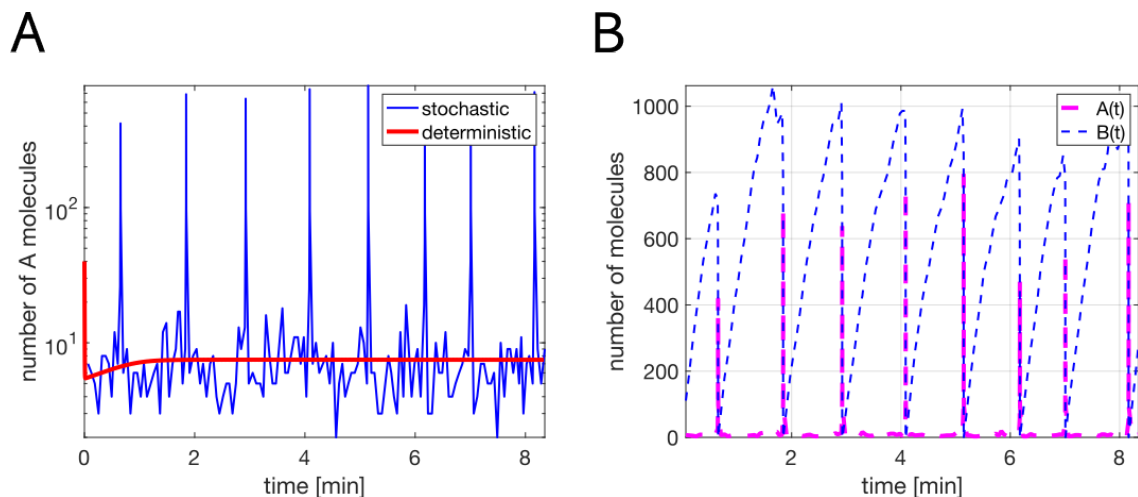 A
number of A molecules
10^2
10^1
0
2
4
6
8
time [min]
stochastic
deterministic
B
number of molecules
1000
800
600
400
200
0
2
4
6
8
time [min]
A(t)
B(t)